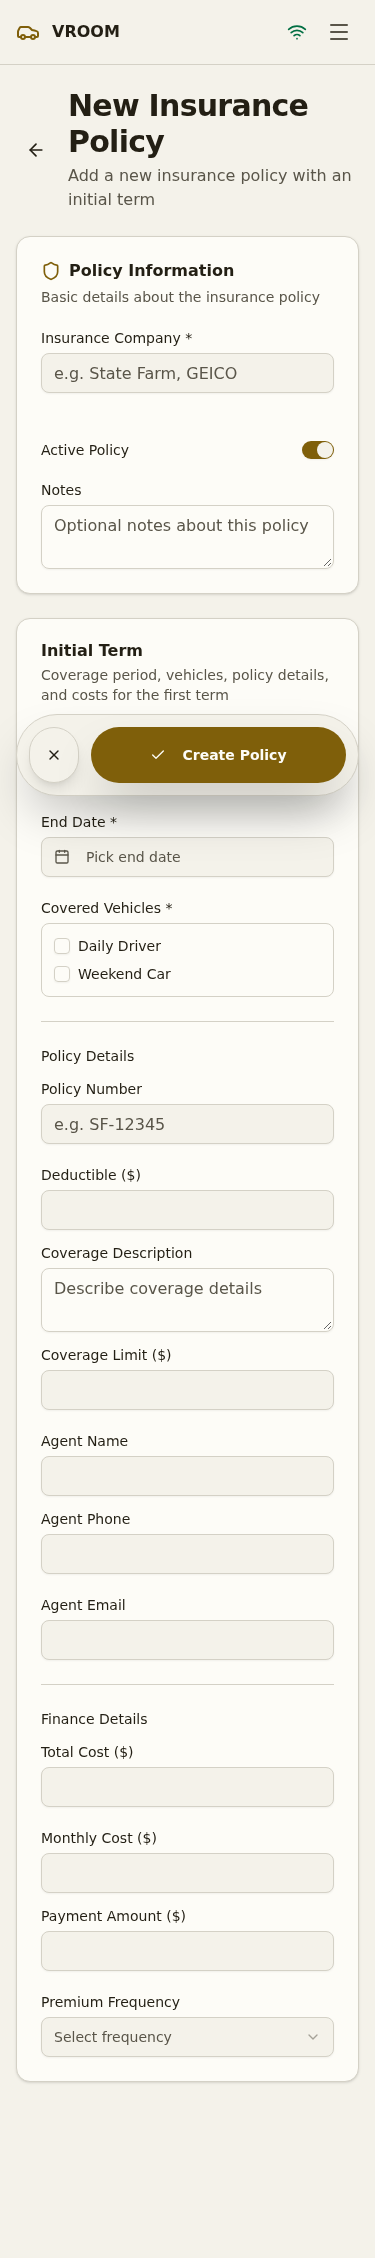 VROOM
New Insurance
Policy
Add a new insurance policy with an
initial term
Policy Information
Basic details about the insurance policy
Insurance Company *
e.g. State Farm, GEICO
Active Policy
Notes
Optional notes about this policy
Initial Term
Coverage period, vehicles, policy details,
and costs for the first term
Create Policy
End Date *
Pick end date
Covered Vehicles *
Daily Driver
Weekend Car
Policy Details
Policy Number
e.g. SF-12345
Deductible ($)
Coverage Description
Describe coverage details
Coverage Limit ($)
Agent Name
Agent Phone
Agent Email
Finance Details
Total Cost ($)
Monthly Cost ($)
Payment Amount ($)
Premium Frequency
Select frequency